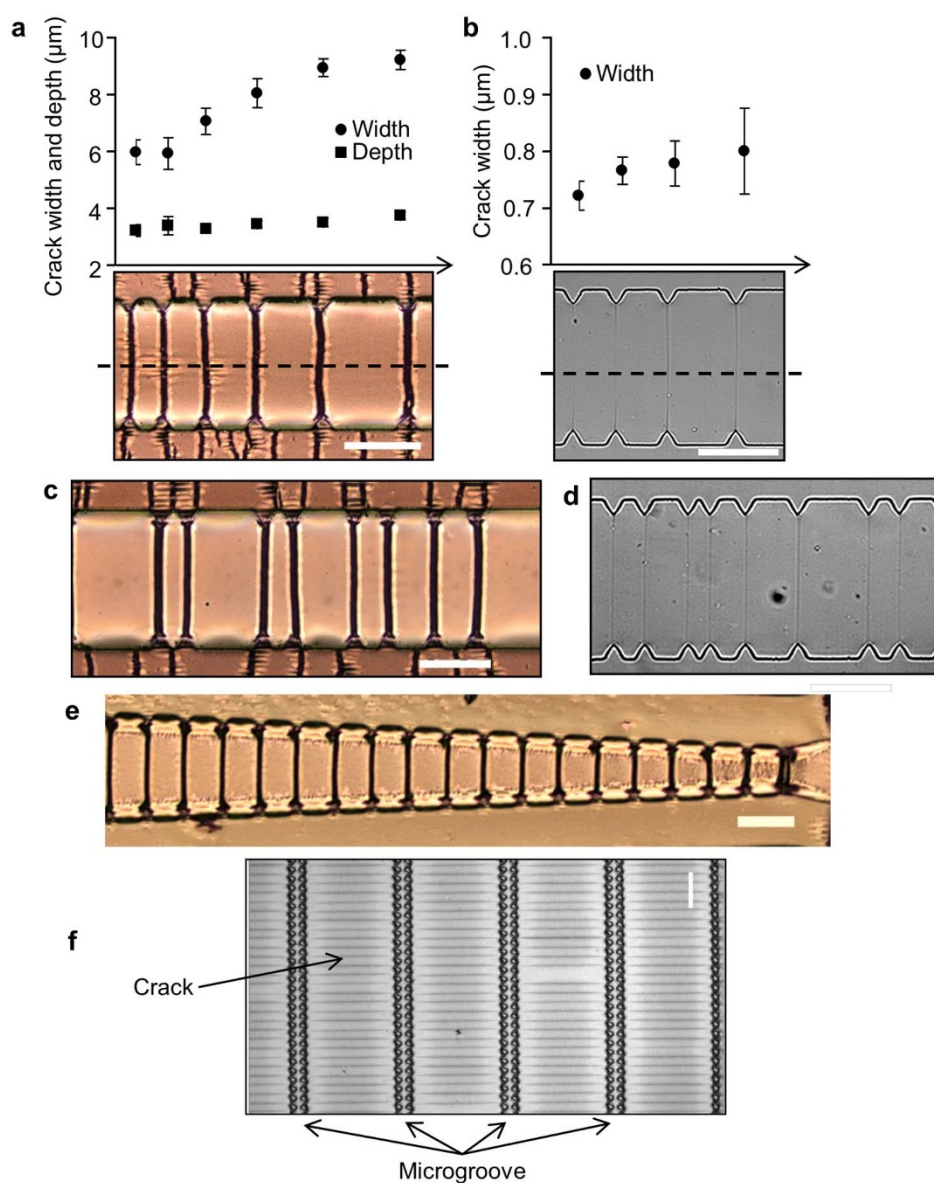 a
Crack width and depth (μm)
10
8
6
4
2
Width
Depth
b
Crack width (μm)
1.0
0.9
0.8
0.7
0.6
Width
c
d
e
f
Crack
Microgroove